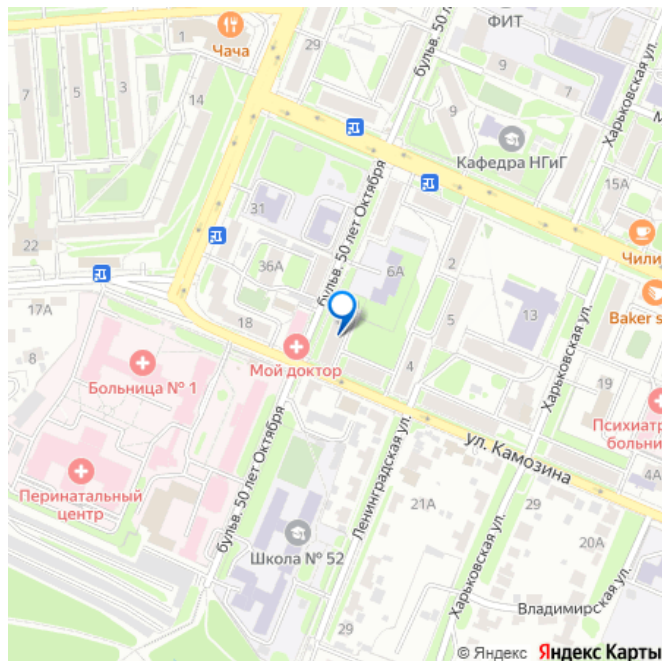 ФИТ
Чача
29
бульв. 50 лет Октября
Харьковская ул.
1
3
5
7
3
14
9
7
9
Кафедра НГиГ
15А
31
2
22
36А
6А
бульв. 50 лет Октября
Baker s
17А
18
13
5
8
Мой доктор
Больница № 1
4
19
Харьковская ул.
ул. Камозина
4А
Перинатальный
центр
бульв. 50 лет Октября
Ленинградская ул.
21А
29
20А
Школа № 52
Харьковская ул.
Владимирская ул.
29
© Яндекс Яндекс Карты